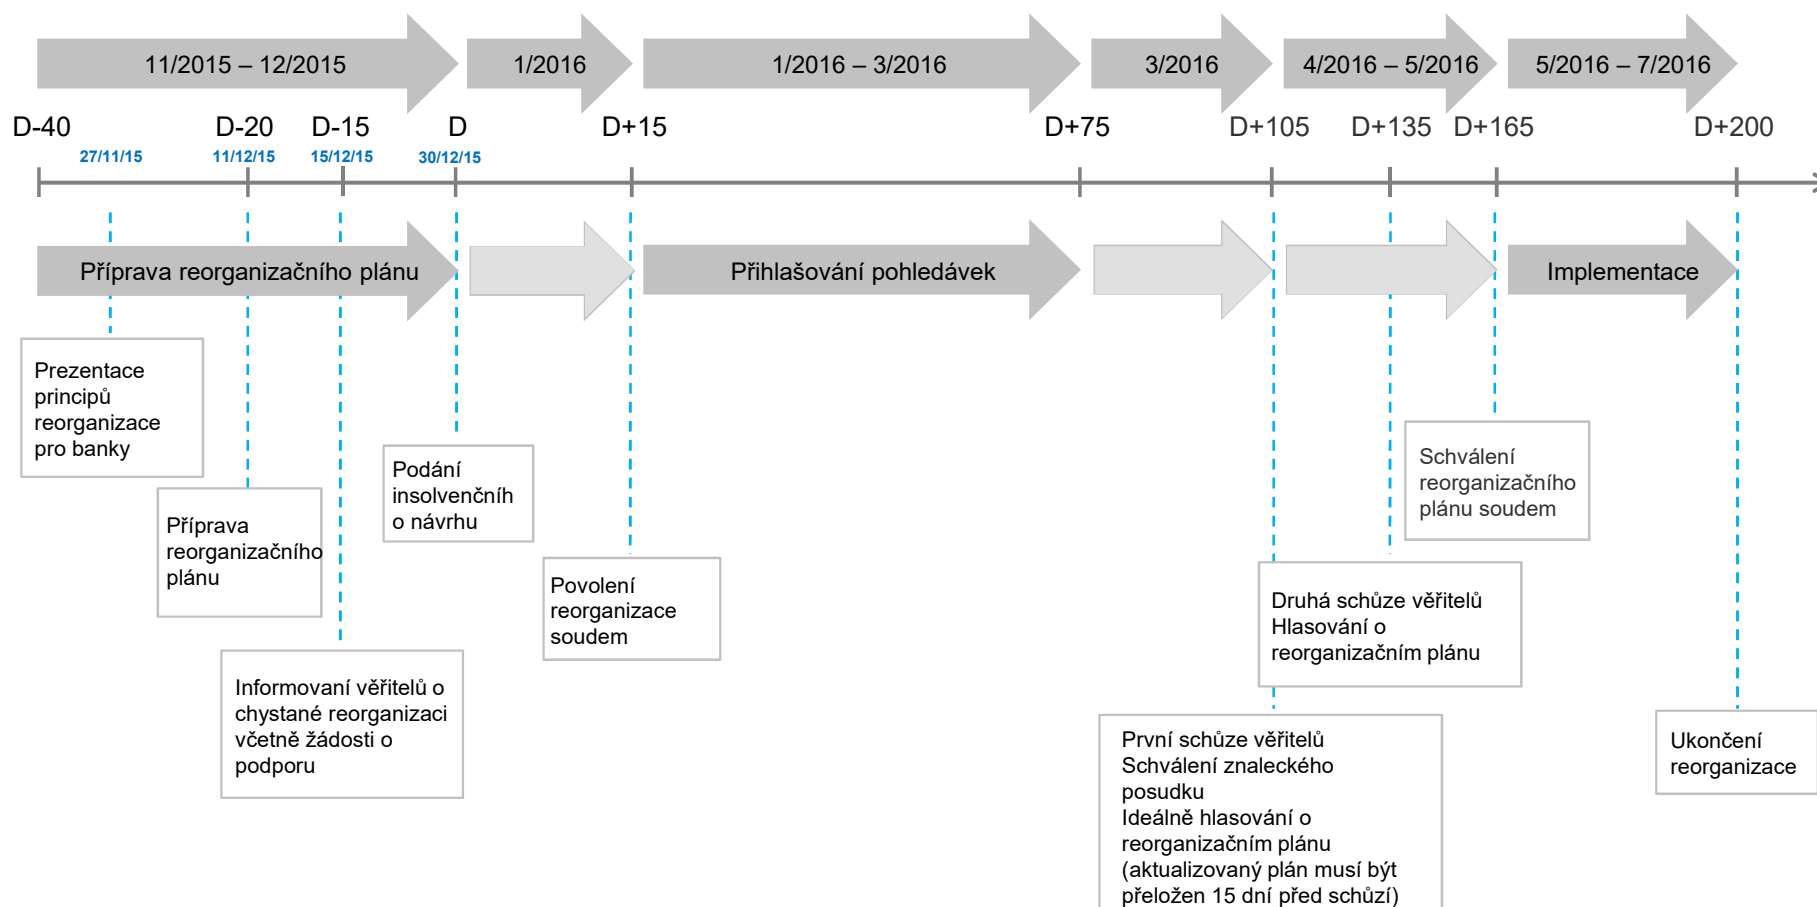 11/2015 – 12/2015
1/2016
1/2016 – 3/2016
3/2016
4/2016 – 5/2016
5/2016 – 7/2016
D-40
D-20
D-15
D
D+15
D+75
D+105
D+135
D+165
D+200
27/11/15
11/12/15
15/12/15
30/12/15
Příprava reorganizačního plánu
Přihlašování pohledávek
Implementace
Prezentace
principů
reorganizace
pro banky
Příprava
reorganizačního
plánu
Informovaní věřitelů o
chystané reorganizaci
včetně žádosti o
podporu
Podání
insolvenčníh
o návrhu
Povolení
reorganizace
soudem
První schůze věřitelů
Schválení znaleckého
posudku
Ideálně hlasování o
reorganizačním plánu
(aktualizovaný plán musí být
přeložen 15 dní před schůzí)
Druhá schůze věřitelů
Hlasování o
reorganizačním plánu
Schválení
reorganizačního
plánu soudem
Ukončení
reorganizace